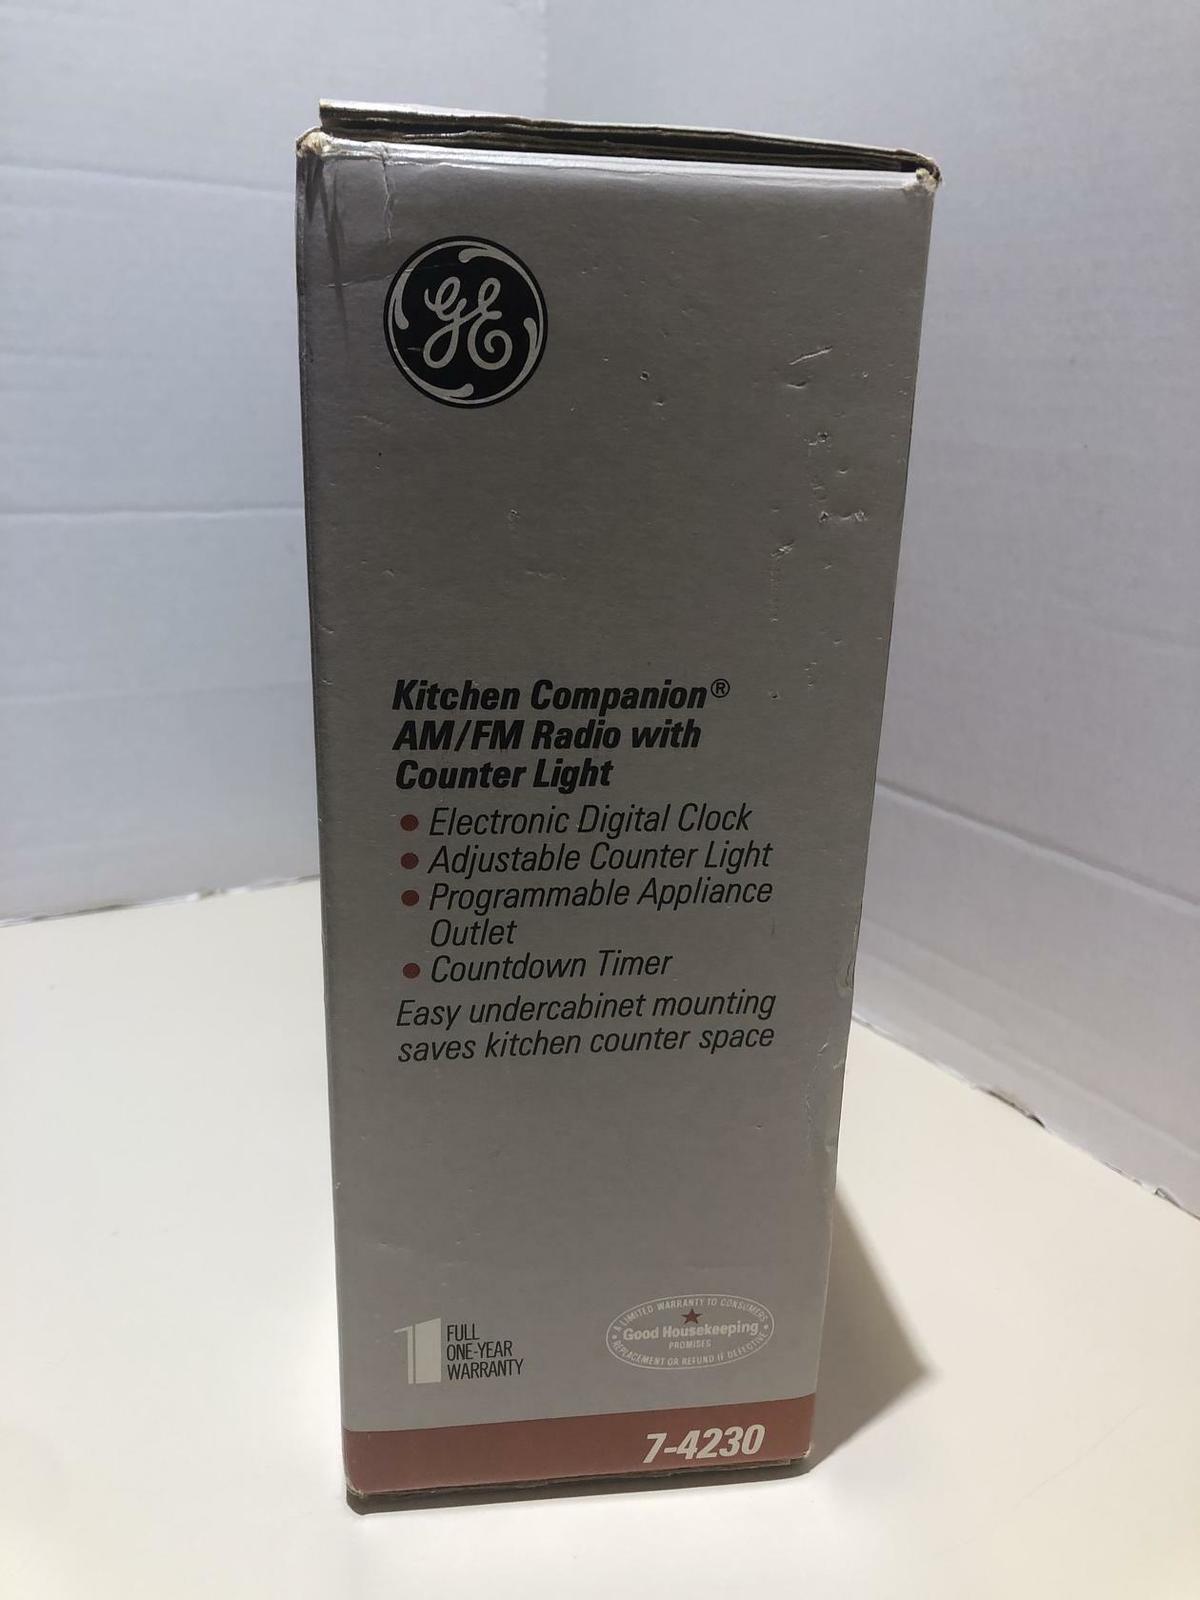 GE
Kitchen Companion®
AM/FM Radio with
Counter Light
• Electronic Digital Clock
• Adjustable Counter Light
• Programmable Appliance
Outlet
• Countdown Timer
Easy undercabinet mounting
saves kitchen counter space
1 FULL
ONE-YEAR
WARRANTY
A LIMITED WARRANTY TO CONSUMERS
Good Housekeeping
PROMISES
REPLACEMENT OR REFUND IF DEFECTIVE
7-4230